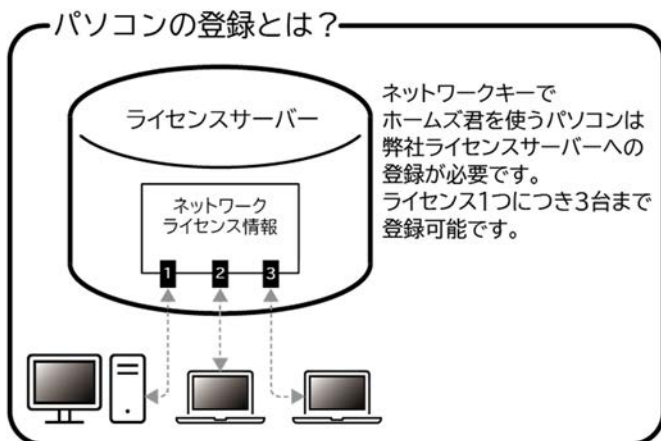 パソコンの登録とは？
ライセンスサーバー
ネットワーク
ライセンス情報
1 2 3
ネットワークキーで
ホームズ君を使うパソコンは
弊社ライセンスサーバーへの
登録が必要です。
ライセンス1つにつき3台まで
登録可能です。